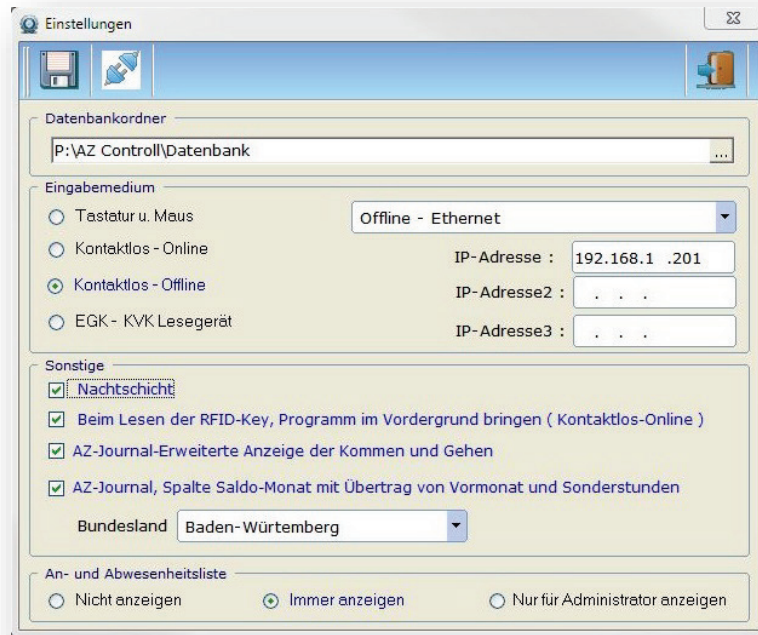 Einstellungen
Datenbankordner
P:\AZ Controll\Datenbank ...
Eingabemedium
Tastatur u. Maus
Offline - Ethernet
Kontaktlos - Online
IP-Adresse : 192.168.1 .201
Kontaktlos - Offline
IP-Adresse2 : . . .
EGK - KVK Lesegerät
IP-Adresse3 : . . .
Sonstige
Nachtschicht
Beim Lesen der RFID-Key, Programm im Vordergrund bringen ( Kontaktlos-Online )
AZ-Journal-Erweiterte Anzeige der Kommen und Gehen
AZ-Journal, Spalte Saldo-Monat mit Übertrag von Vormonat und Sonderstunden
Bundesland Baden-Würtemberg
An- und Abwesenheitsliste
Nicht anzeigen Immer anzeigen Nur für Administrator anzeigen